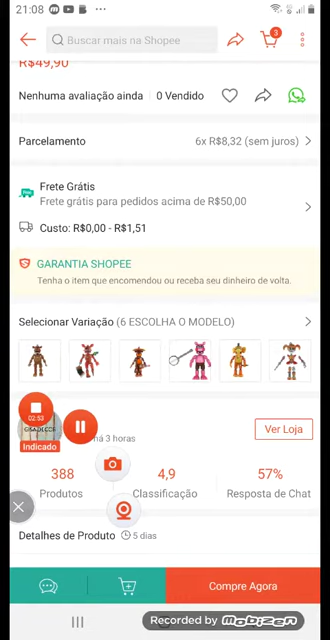 21:08
Buscar mais na Shopee
3
R$49,90
Nenhuma avaliação ainda
0 Vendido
Parcelamento
6x R$8,32 (sem juros)
Frete Grátis
Frete grátis para pedidos acima de R$50,00
Custo: R$0,00 - R$1,51
GARANTIA SHOPEE
Tenha o item que encomendou ou receba seu dinheiro de volta.
Selecionar Variação (6 ESCOLHA O MODELO)
02:53
Indicado
há 3 horas
Ver Loja
388
4,9
57%
Produtos
Classificação
Resposta de Chat
Detalhes de Produto
5 dias
Compre Agora
Recorded by mobizen